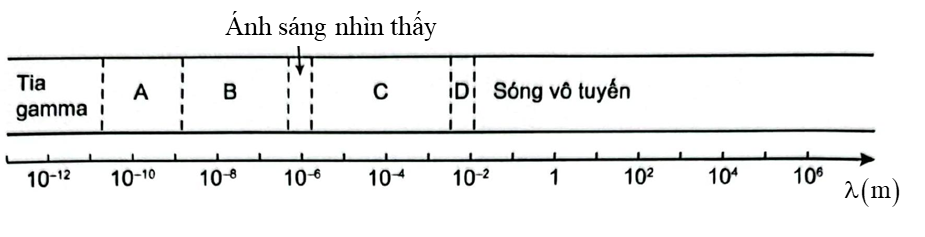 Ánh sáng nhìn thấy
Tia gamma
A
B
C
D
Sóng vô tuyến
10⁻¹² 10⁻¹⁰ 10⁻⁸ 10⁻⁶ 10⁻⁴ 10⁻² 1 10² 10⁴ 10⁶
λ(m)